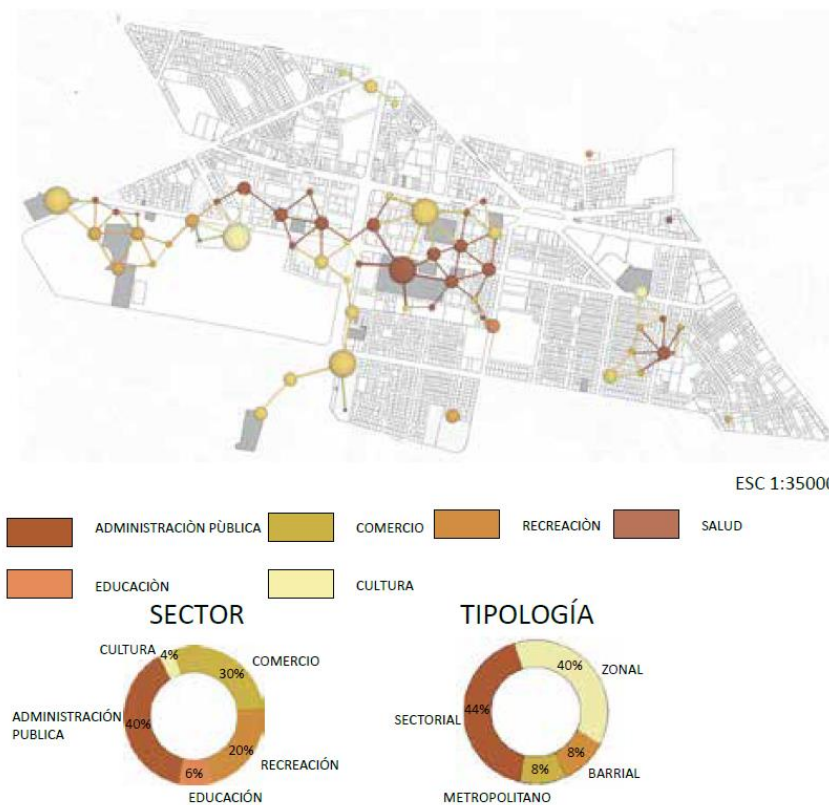 ESC 1:35000
ADMINISTRACIÒN PÙBLICA
COMERCIO
RECREACIÒN
SALUD
EDUCACIÒN
CULTURA
SECTOR
TIPOLOGÍA
CULTURA
4%
COMERCIO
30%
ADMINISTRACIÓN
PUBLICA
40%
20%
RECREACIÓN
6%
EDUCACIÓN
40%
ZONAL
SECTORIAL
44%
8%
BARRIAL
8%
METROPOLITANO